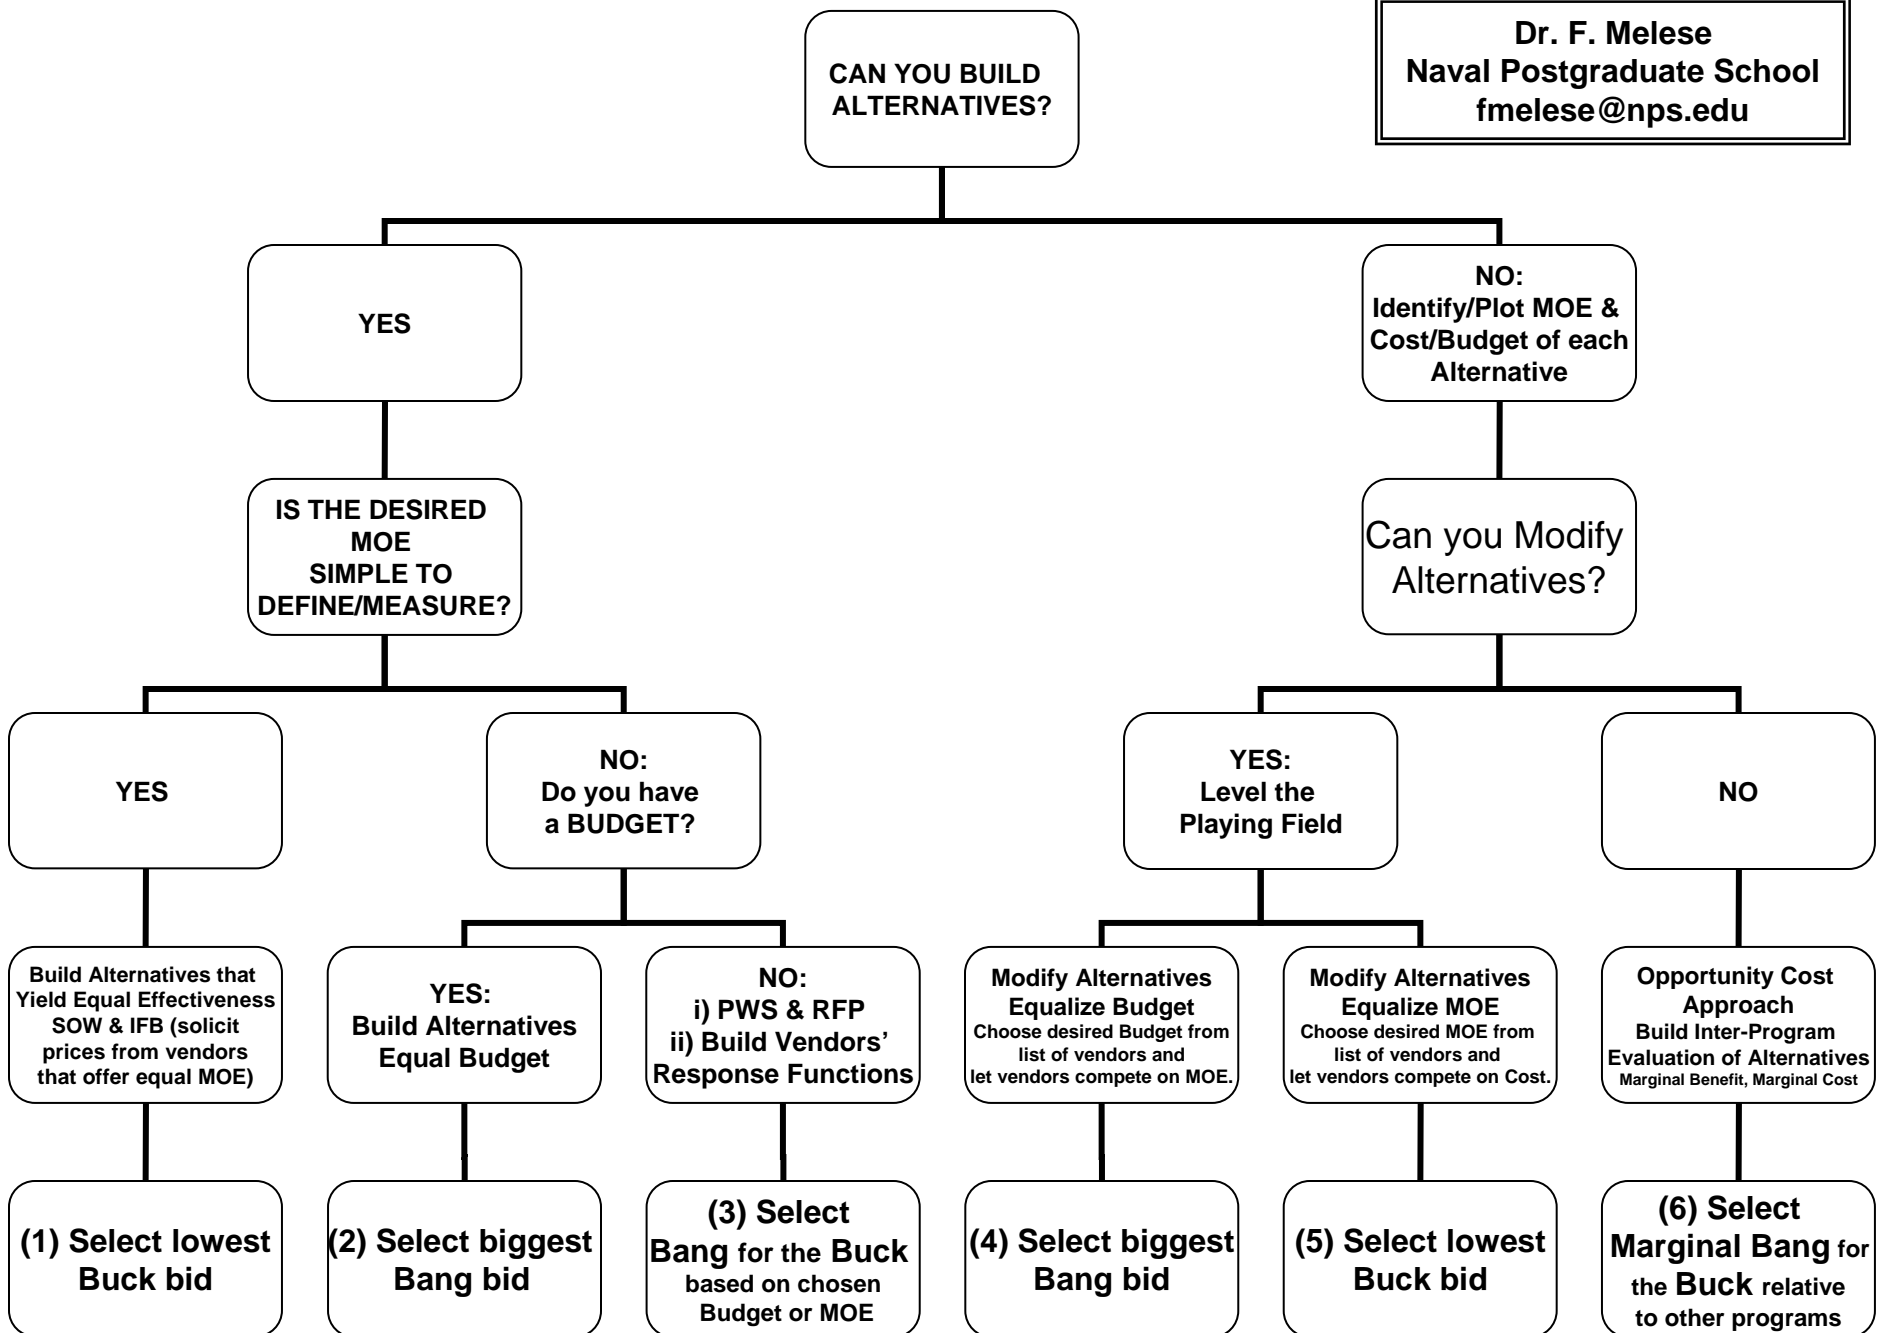 Dr. F. Melese
Naval Postgraduate School
fmelese@nps.edu
CAN YOU BUILD
ALTERNATIVES?
YES
NO:
Identify/Plot MOE &
Cost/Budget of each
Alternative
IS THE DESIRED
MOE
SIMPLE TO
DEFINE/MEASURE?
Can you Modify
Alternatives?
YES
NO:
Do you have
a BUDGET?
YES:
Level the
Playing Field
NO
Build Alternatives that
Yield Equal Effectiveness
SOW & IFB (solicit
prices from vendors
that offer equal MOE)
YES:
Build Alternatives
Equal Budget
NO:
i) PWS & RFP
ii) Build Vendors’
Response Functions
Modify Alternatives
Equalize Budget
Choose desired Budget from
list of vendors and
let vendors compete on MOE.
Modify Alternatives
Equalize MOE
Choose desired MOE from
list of vendors and
let vendors compete on Cost.
Opportunity Cost
Approach
Build Inter-Program
Evaluation of Alternatives
Marginal Benefit, Marginal Cost
(1) Select lowest
Buck bid
(2) Select biggest
Bang bid
(3) Select
Bang for the Buck
based on chosen
Budget or MOE
(4) Select biggest
Bang bid
(5) Select lowest
Buck bid
(6) Select
Marginal Bang for
the Buck relative
to other programs